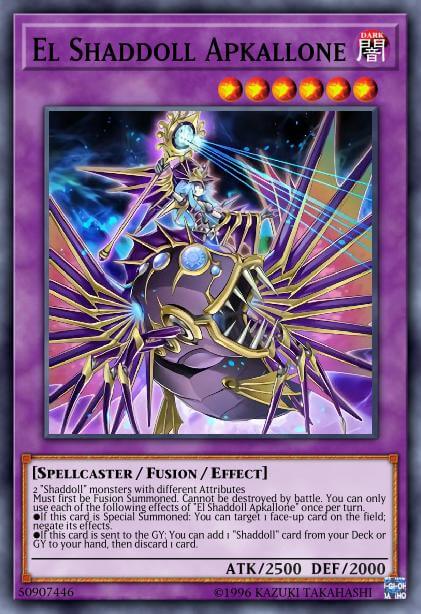 El Shaddoll Apkallone
DARK
闇
[Spellcaster / Fusion / Effect]
2 "Shaddoll" monsters with different Attributes
Must first be Fusion Summoned. Cannot be destroyed by battle. You can only
use each of the following effects of "El Shaddoll Apkallone" once per turn.
●If this card is Special Summoned: You can target 1 face-up card on the field;
negate its effects.
●If this card is sent to the GY: You can add 1 "Shaddoll" card from your Deck or
GY to your hand, then discard 1 card.
ATK/2500 DEF/2000
50907446
©1996 KAZUKI TAKAHASHI